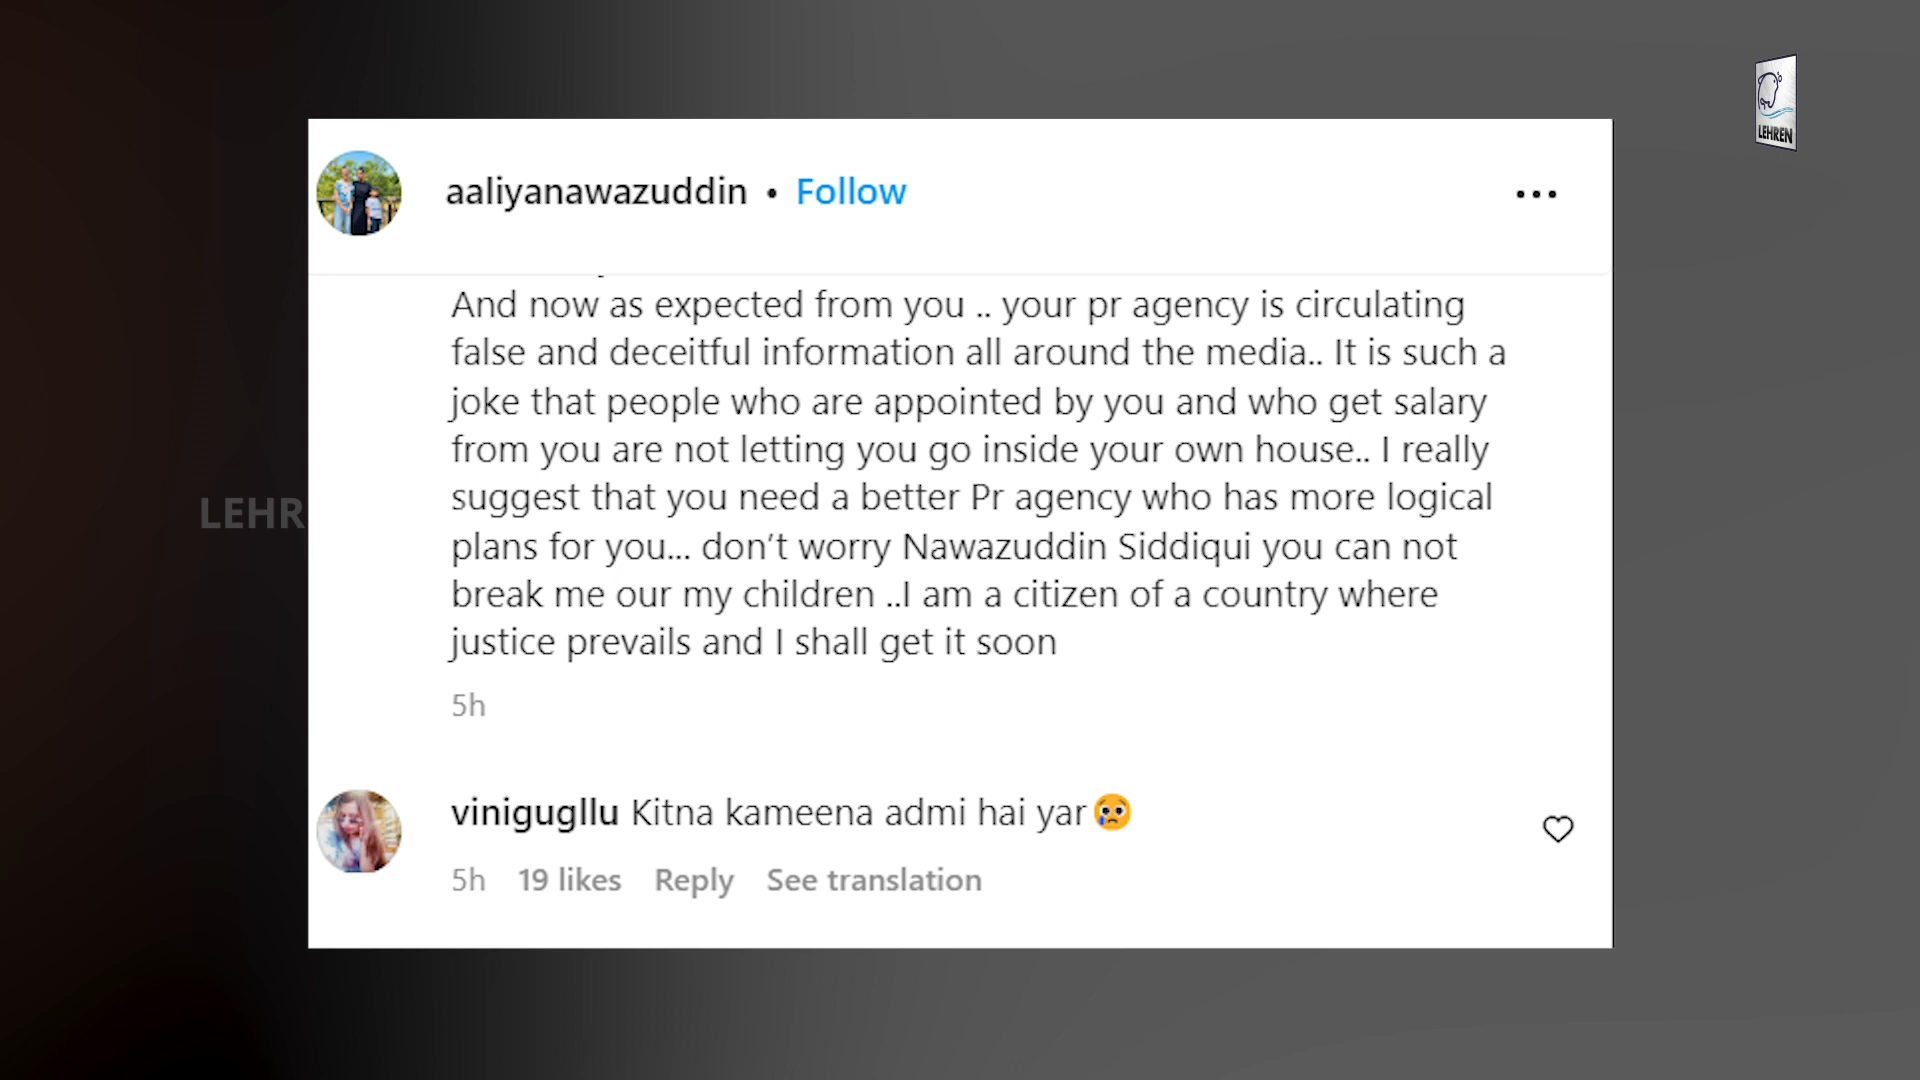 LEHREN
aaliyanawazuddin • Follow
And now as expected from you .. your pr agency is circulating
false and deceitful information all around the media.. It is such a
joke that people who are appointed by you and who get salary
from you are not letting you go inside your own house.. I really
suggest that you need a better Pr agency who has more logical
plans for you... don’t worry Nawazuddin Siddiqui you can not
break me our my children ..I am a citizen of a country where
justice prevails and I shall get it soon
5h
LEHR
vinigugllu Kitna kameena admi hai yar😢
5h 19 likes Reply See translation